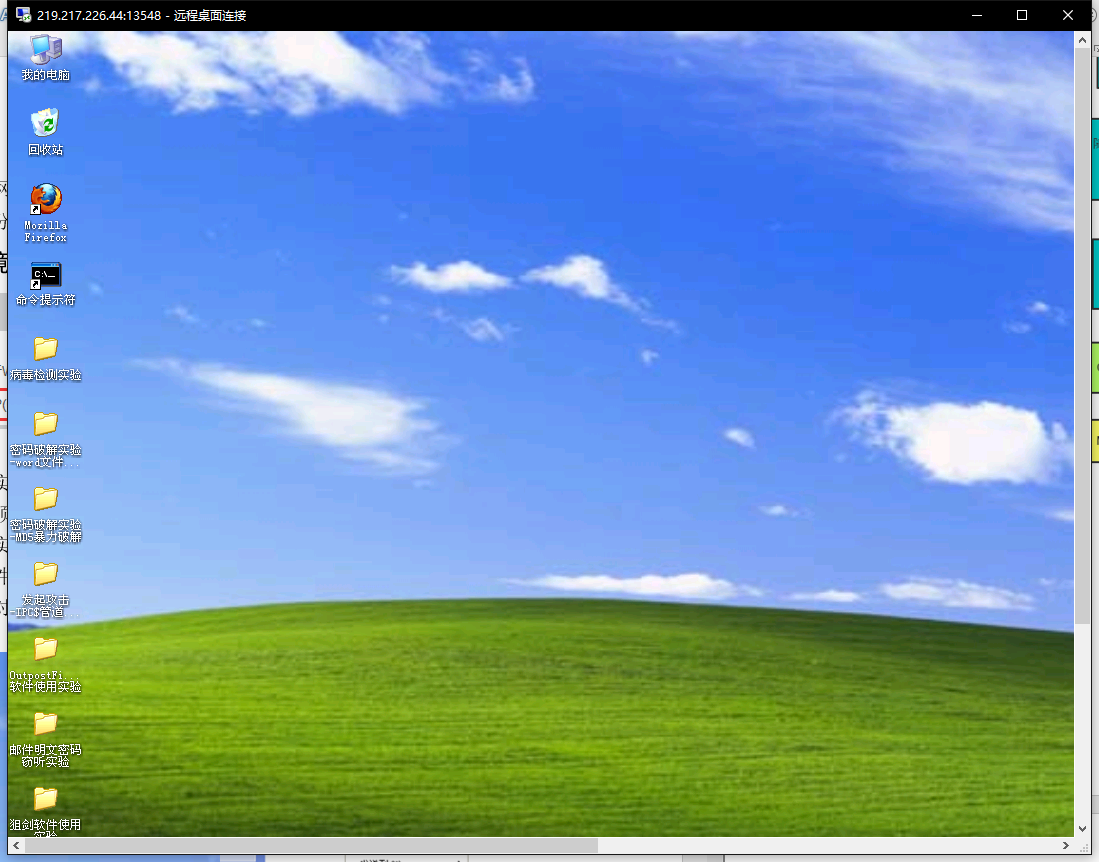 219.217.226.44:13548 - 远程桌面连接
我的电脑
回收站
Mozilla
Firefox
C:\_
命令提示符
病毒检测实验
密码破解实验
-word文件...
密码破解实验
-MD5暴力破解
发起攻击
-IPC$管道...
OutpostFi...
软件使用实验
邮件明文密码
窃听实验
狙剑软件使用
实验